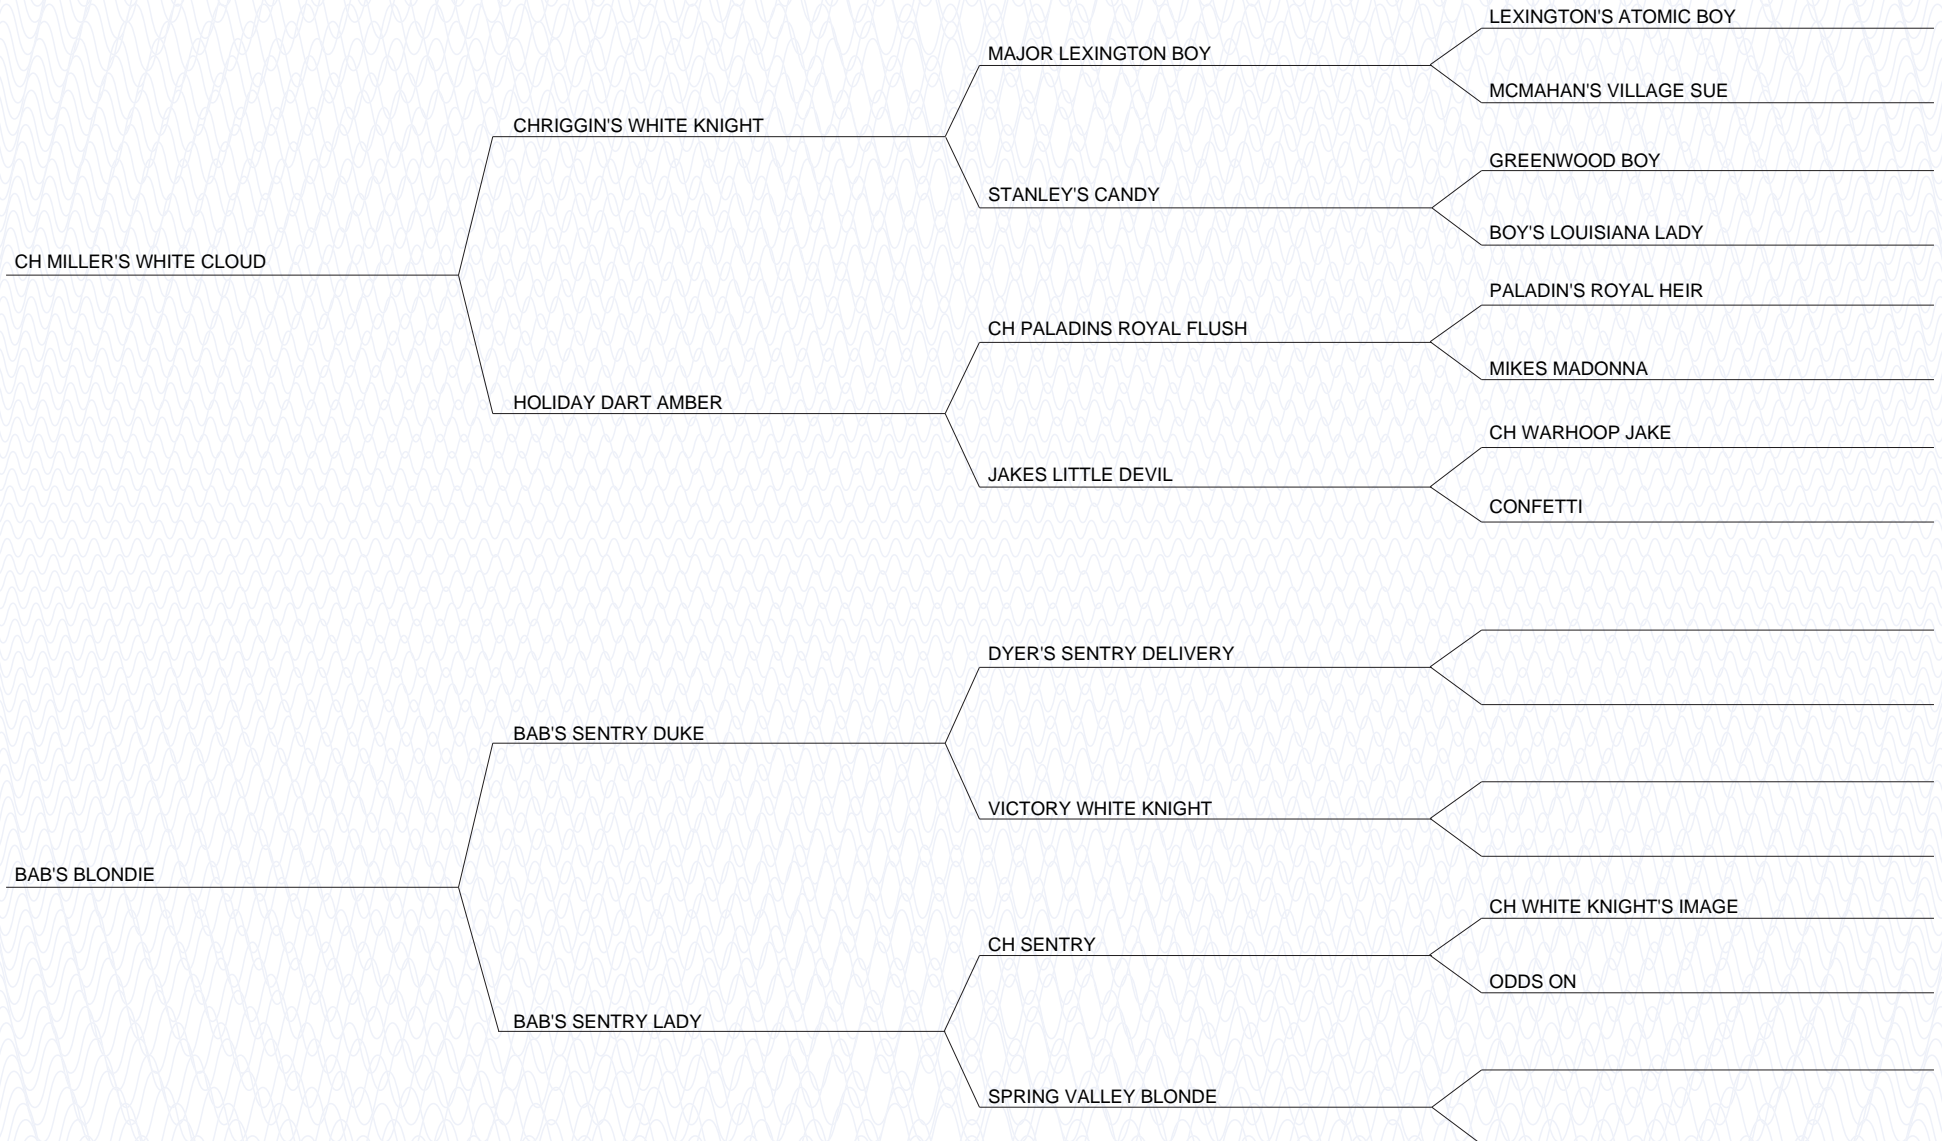 LEXINGTON'S ATOMIC BOY
MAJOR LEXINGTON BOY
MCMAHAN'S VILLAGE SUE
CHRIGGIN'S WHITE KNIGHT
GREENWOOD BOY
STANLEY'S CANDY
BOY'S LOUISIANA LADY
CH MILLER'S WHITE CLOUD
PALADIN'S ROYAL HEIR
CH PALADINS ROYAL FLUSH
MIKES MADONNA
HOLIDAY DART AMBER
CH WARHOOP JAKE
JAKES LITTLE DEVIL
CONFETTI
DYER'S SENTRY DELIVERY
BAB'S SENTRY DUKE
VICTORY WHITE KNIGHT
BAB'S BLONDIE
CH WHITE KNIGHT'S IMAGE
CH SENTRY
ODDS ON
BAB'S SENTRY LADY
SPRING VALLEY BLONDE